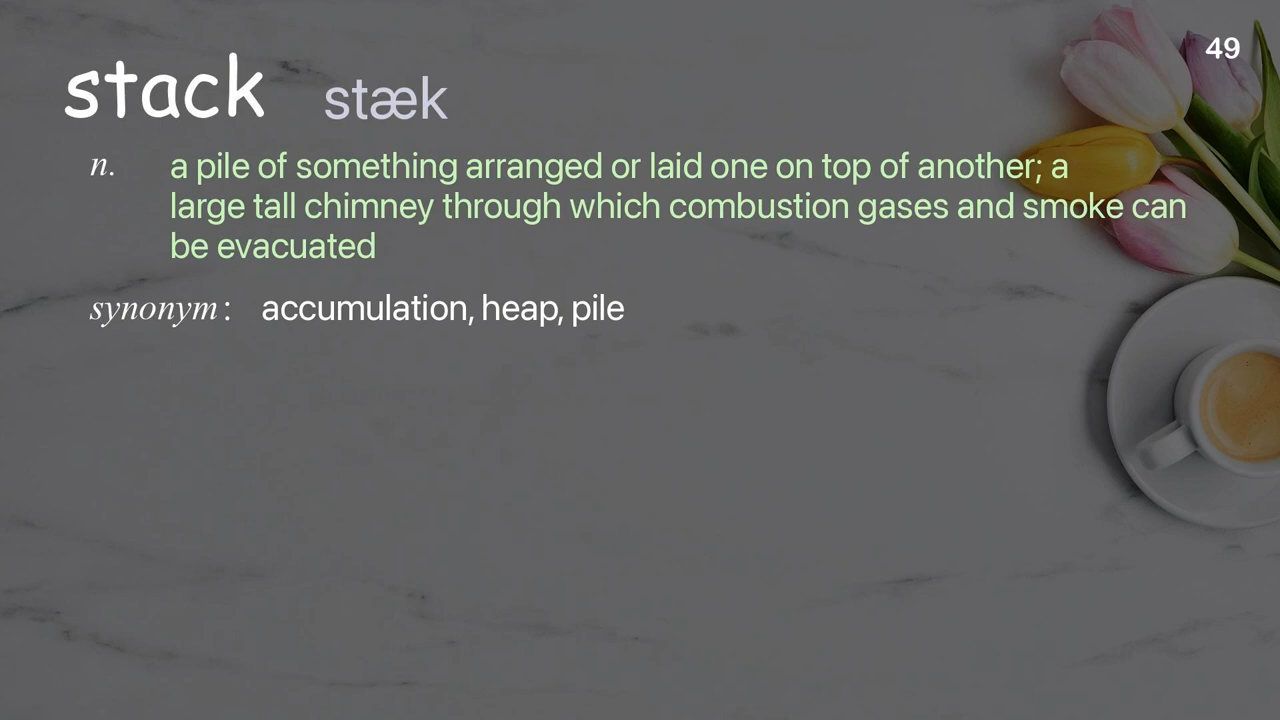 49
stack stæk
n. a pile of something arranged or laid one on top of another; a
large tall chimney through which combustion gases and smoke can
be evacuated
synonym: accumulation, heap, pile